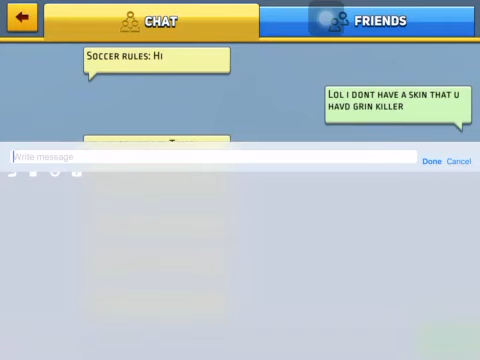 CHAT
FRIENDS
SOCCER RULES: HI
LOL I DONT HAVE A SKIN THAT U
HAVD GRIN KILLER
Write message
Done Cancel